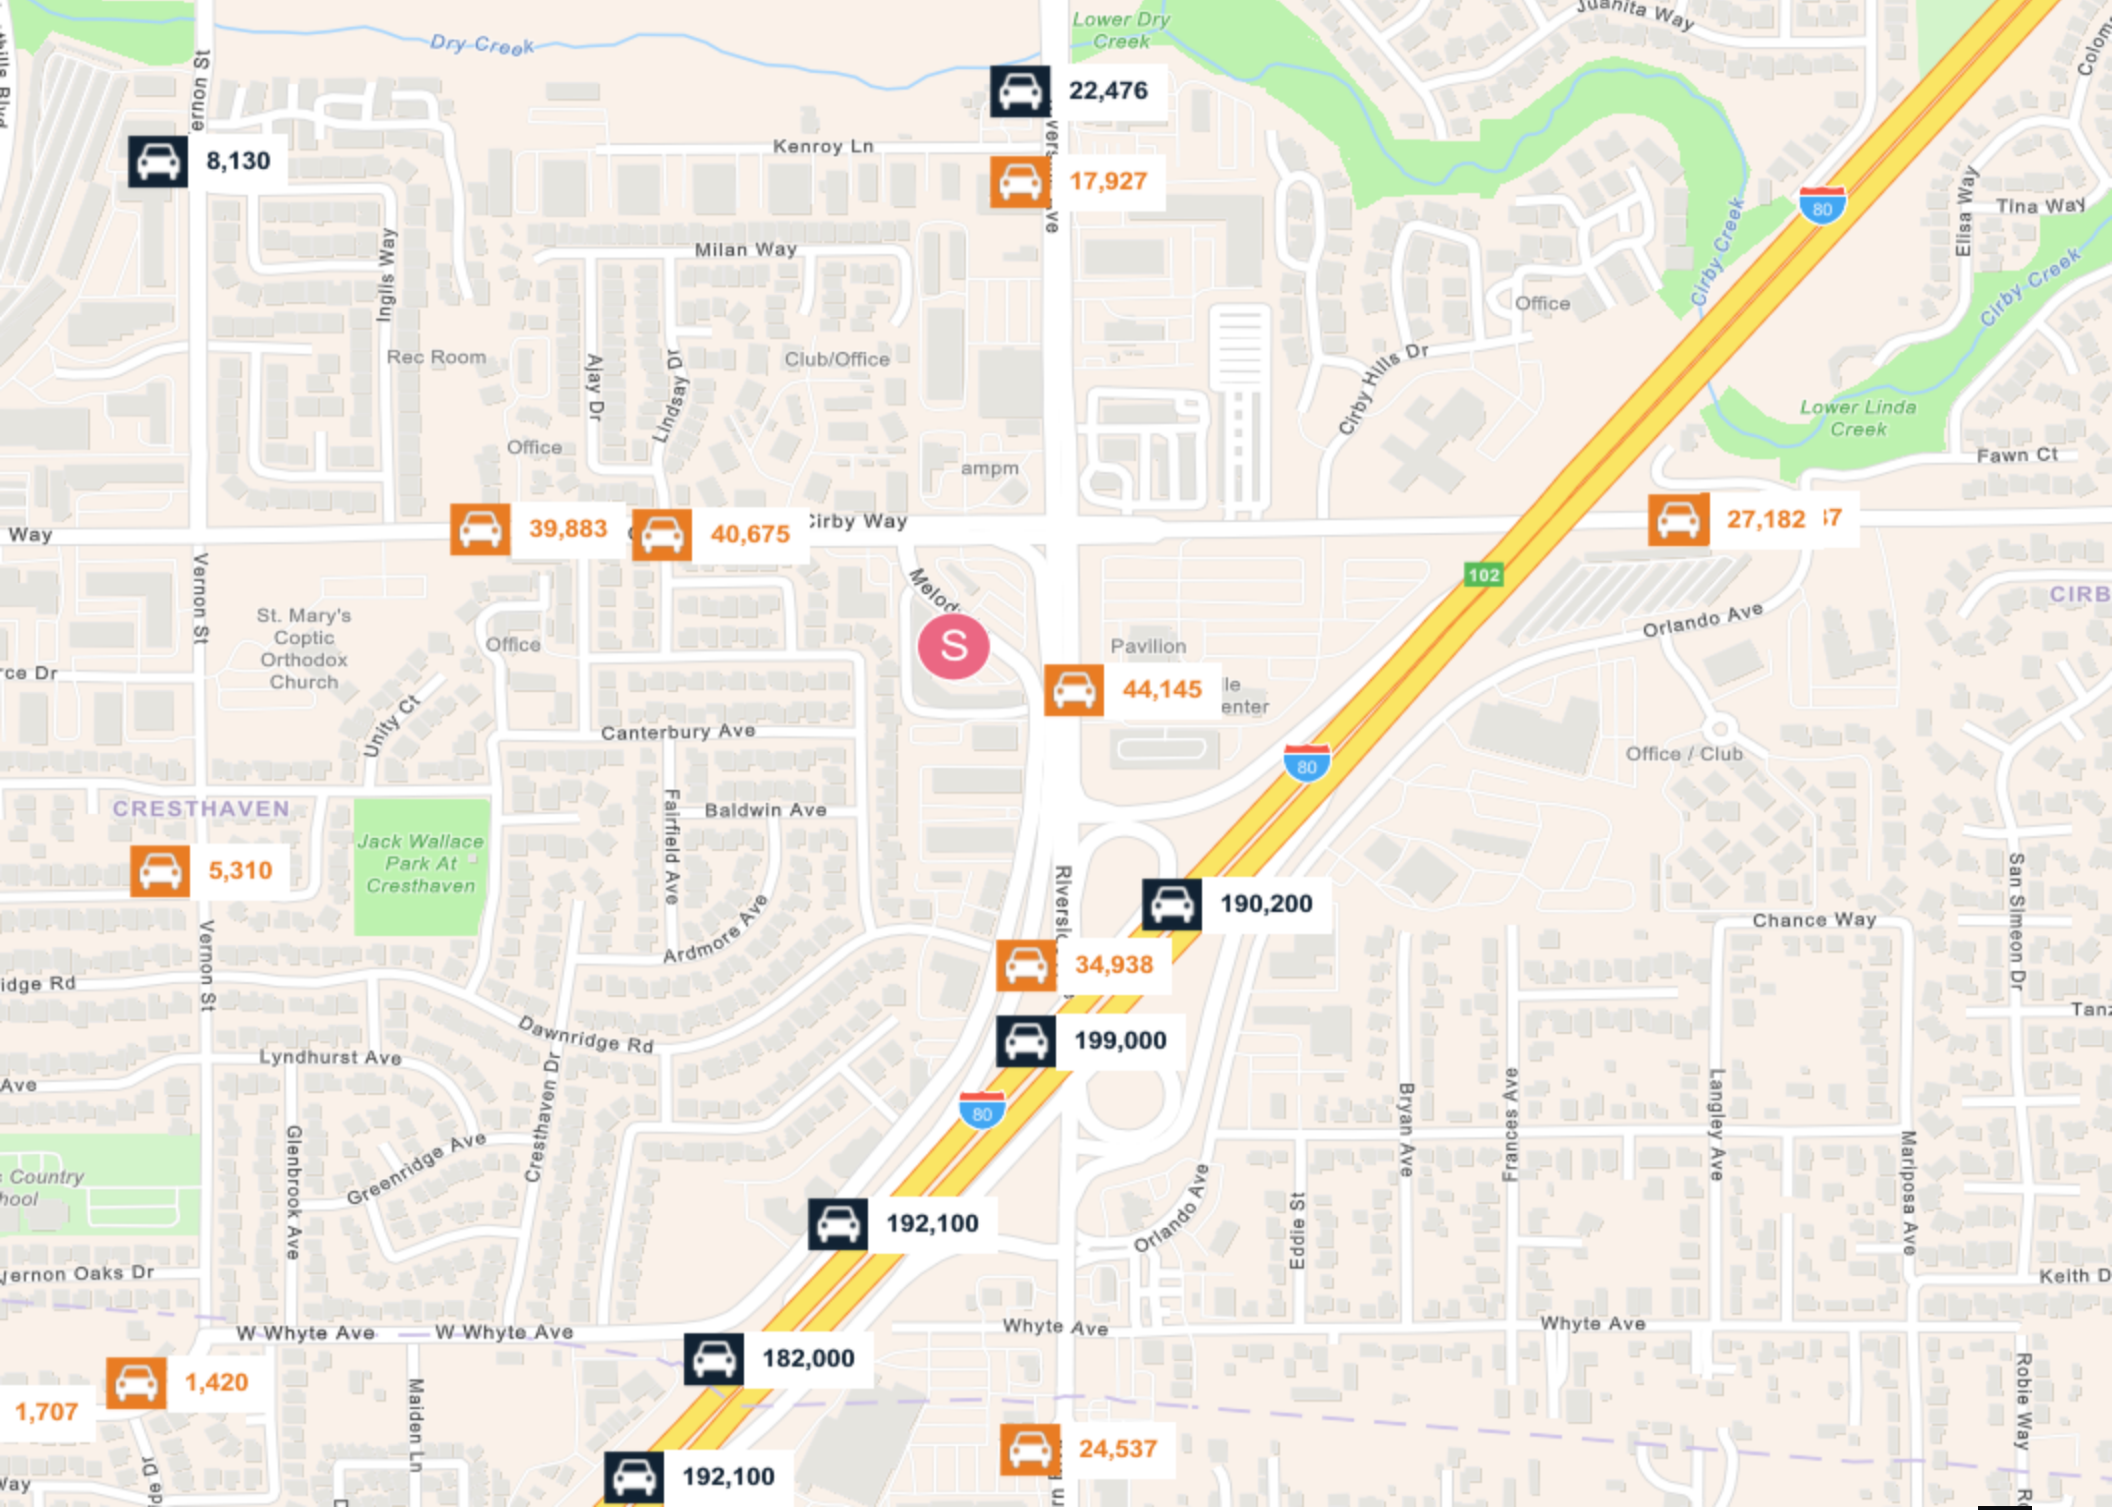 Juanita Way
Lower Dry
Creek
Dry Creek
22,476
Kenroy Ln
8,130
17,927
80
Elisa Way
Tina Way
Inglis Way
Milan Way
Cirby Creek
Cirby Creek
Office
Rec Room
Ajay Dr
Lindsay Dr
Club/Office
Cirby Hills Dr
Lower Linda
Creek
Office
ampm
Fawn Ct
Way
39,883
40,675
Cirby Way
27,182
Vernon St
102
St. Mary's
Coptic
Orthodox
Church
Office
S
Pavilion
Orlando Ave
CIRB
rce Dr
44,145
Unity Ct
Canterbury Ave
80
Office / Club
CRESTHAVEN
Baldwin Ave
Fairfield Ave
Jack Wallace
Park At
Cresthaven
5,310
190,200
San Simeon Dr
Chance Way
Vernon St
Ardmore Ave
34,938
idge Rd
Dawnridge Rd
199,000
Lyndhurst Ave
Ave
80
Cresthaven Dr
Glenbrook Ave
Greenridge Ave
Bryan Ave
Frances Ave
Langley Ave
Mariposa Ave
Country
192,100
Orlando Ave
Eddie St
Vernon Oaks Dr
Keith D
W Whyte Ave
W Whyte Ave
Whyte Ave
Whyte Ave
182,000
1,420
1,707
Maiden Ln
Robie Way
24,537
192,100
Way